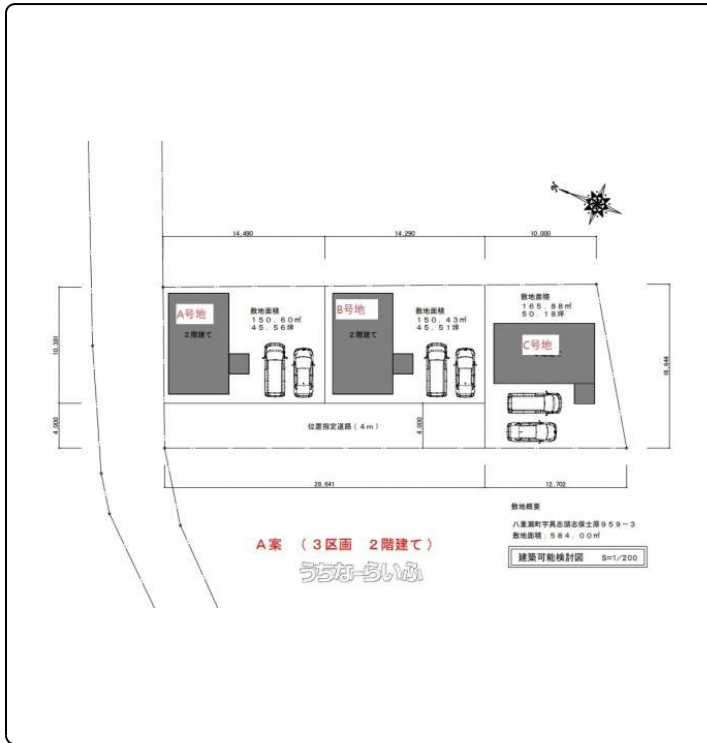 14,490
14,290
10,000
敷地面積
165.88㎡
50.18坪
A号地
2階建て
敷地面積
150.60㎡
45.56坪
B号地
2階建て
敷地面積
150.43㎡
45.51坪
C号地
4,000
位置指定道路(4m)
4,000
28,641
12,702
敷地概要
八重瀬町字具志頭志保土原959-3
敷地面積:584.00㎡
建築可能検討図 S=1/200
A案 (3区画 2階建て)
うちなーらいふ